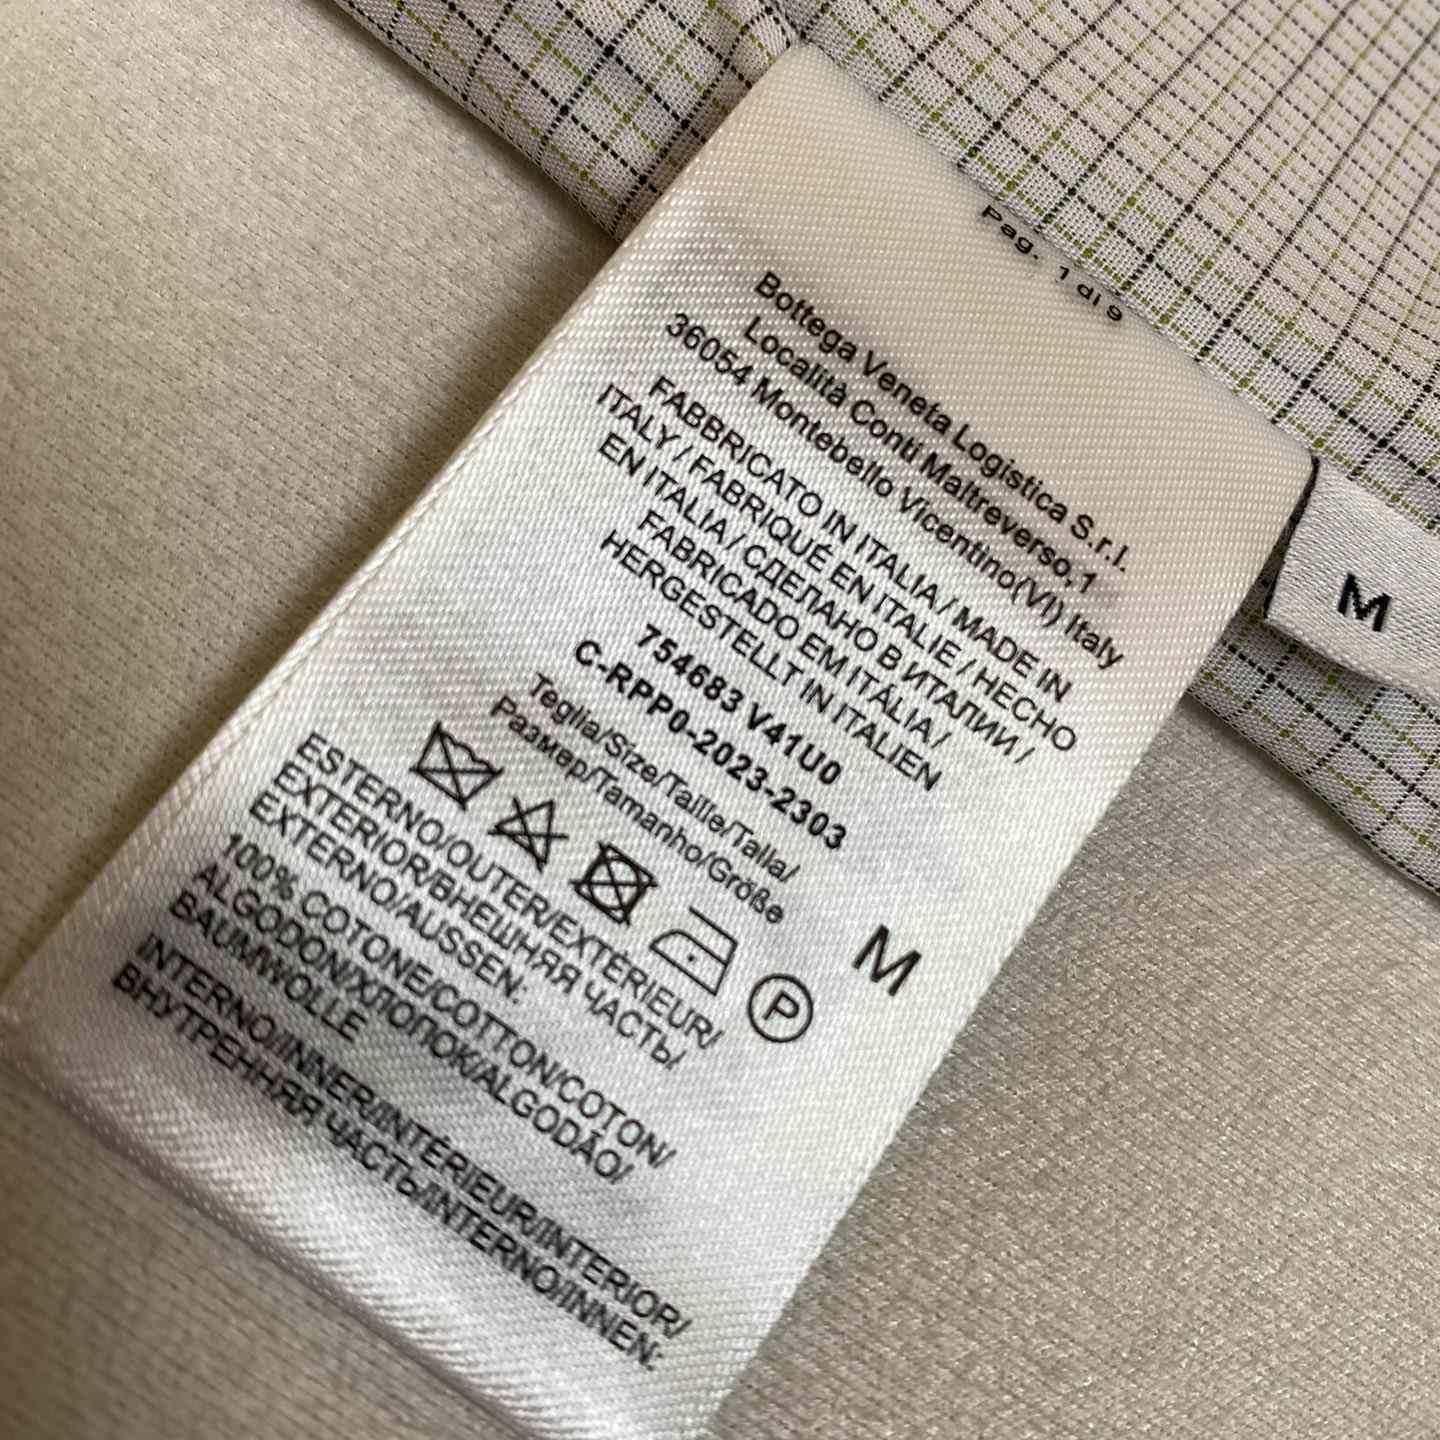 Pag. 1 di 9
Bottega Veneta Logistica S.r.l.
Località Conti Maltreverso,1
36054 Montebello Vicentino(VI) Italy
FABBRICATO IN ITALIA / MADE IN
ITALY / FABRIQUÉ EN ITALIE / HECHO
EN ITALIA / СДЕЛАНО В ИТАЛИИ /
FABRICADO EM ITÁLIA /
HERGESTELLT IN ITALIEN
754683 V41U0
C-RPP0-2023-2303
Teglia/Size/Taille/Talla/
Размер/Tamanho/Größe
M
P
ESTERNO/OUTER/EXTÉRIEUR/
EXTERIOR/ВНЕШНЯЯ ЧАСТЬ/
EXTERNO/AUSSEN:
100% COTONE/COTTON/COTON/
ALGODON/ХЛОПОК/ALGODÃO/
BAUMWOLLE
INTERNO/INNER/INTÉRIEUR/INTERIOR/
ВНУТРЕННЯЯ ЧАСТЬ/INTERNO/INNEN:
M